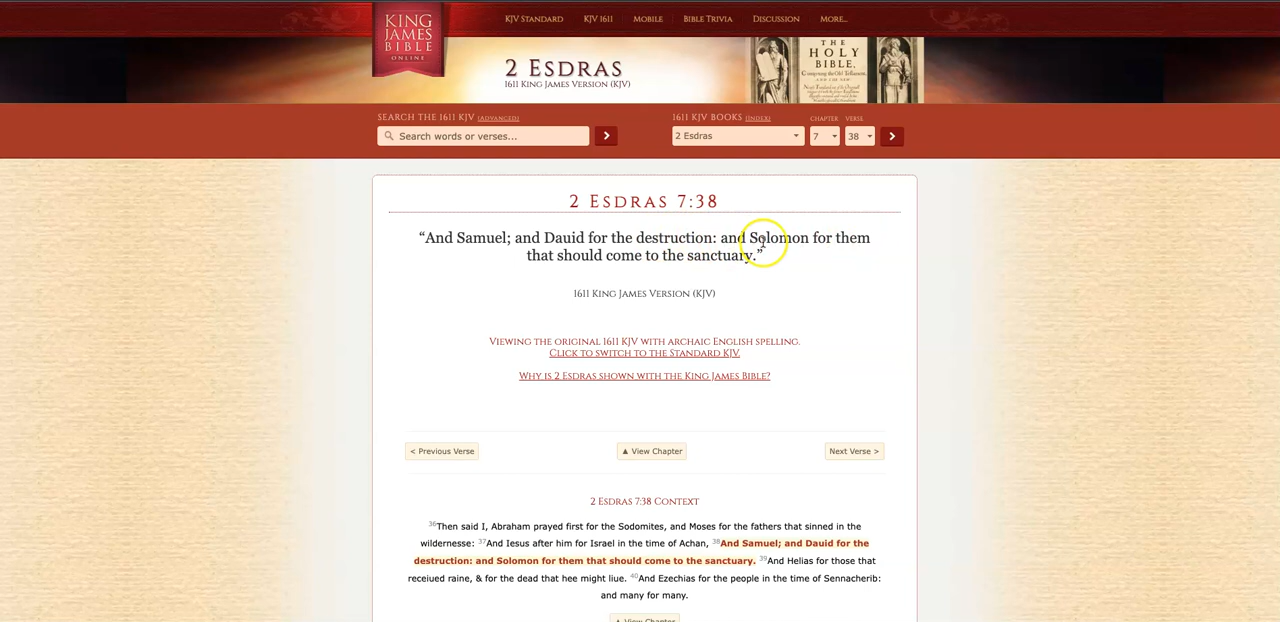 KING
JAMES
BIBLE
ONLINE
KJV STANDARD
KJV 1611
MOBILE
BIBLE TRIVIA
DISCUSSION
MORE...
2 ESDRAS
1611 KING JAMES VERSION (KJV)
THE
HOLY
BIBLE,
SEARCH THE 1611 KJV (ADVANCED)
Search words or verses...
1611 KJV BOOKS (INDEX)
CHAPTER
VERSE
2 Esdras
7
38
2 ESDRAS 7:38
“And Samuel; and Dauid for the destruction: and Solomon for them
that should come to the sanctuary.”
1611 KING JAMES VERSION (KJV)
VIEWING THE ORIGINAL 1611 KJV WITH ARCHAIC ENGLISH SPELLING.
CLICK TO SWITCH TO THE STANDARD KJV.
WHY IS 2 ESDRAS SHOWN WITH THE KING JAMES BIBLE?
< Previous Verse
▲ View Chapter
Next Verse >
2 ESDRAS 7:38 CONTEXT
36Then said I, Abraham prayed first for the Sodomites, and Moses for the fathers that sinned in the
wildernesse: 37And Iesus after him for Israel in the time of Achan, 38And Samuel; and Dauid for the
destruction: and Solomon for them that should come to the sanctuary. 39And Helias for those that
receiued raine, & for the dead that hee might liue. 40And Ezechias for the people in the time of Sennacherib:
and many for many.
▲ View Chapter